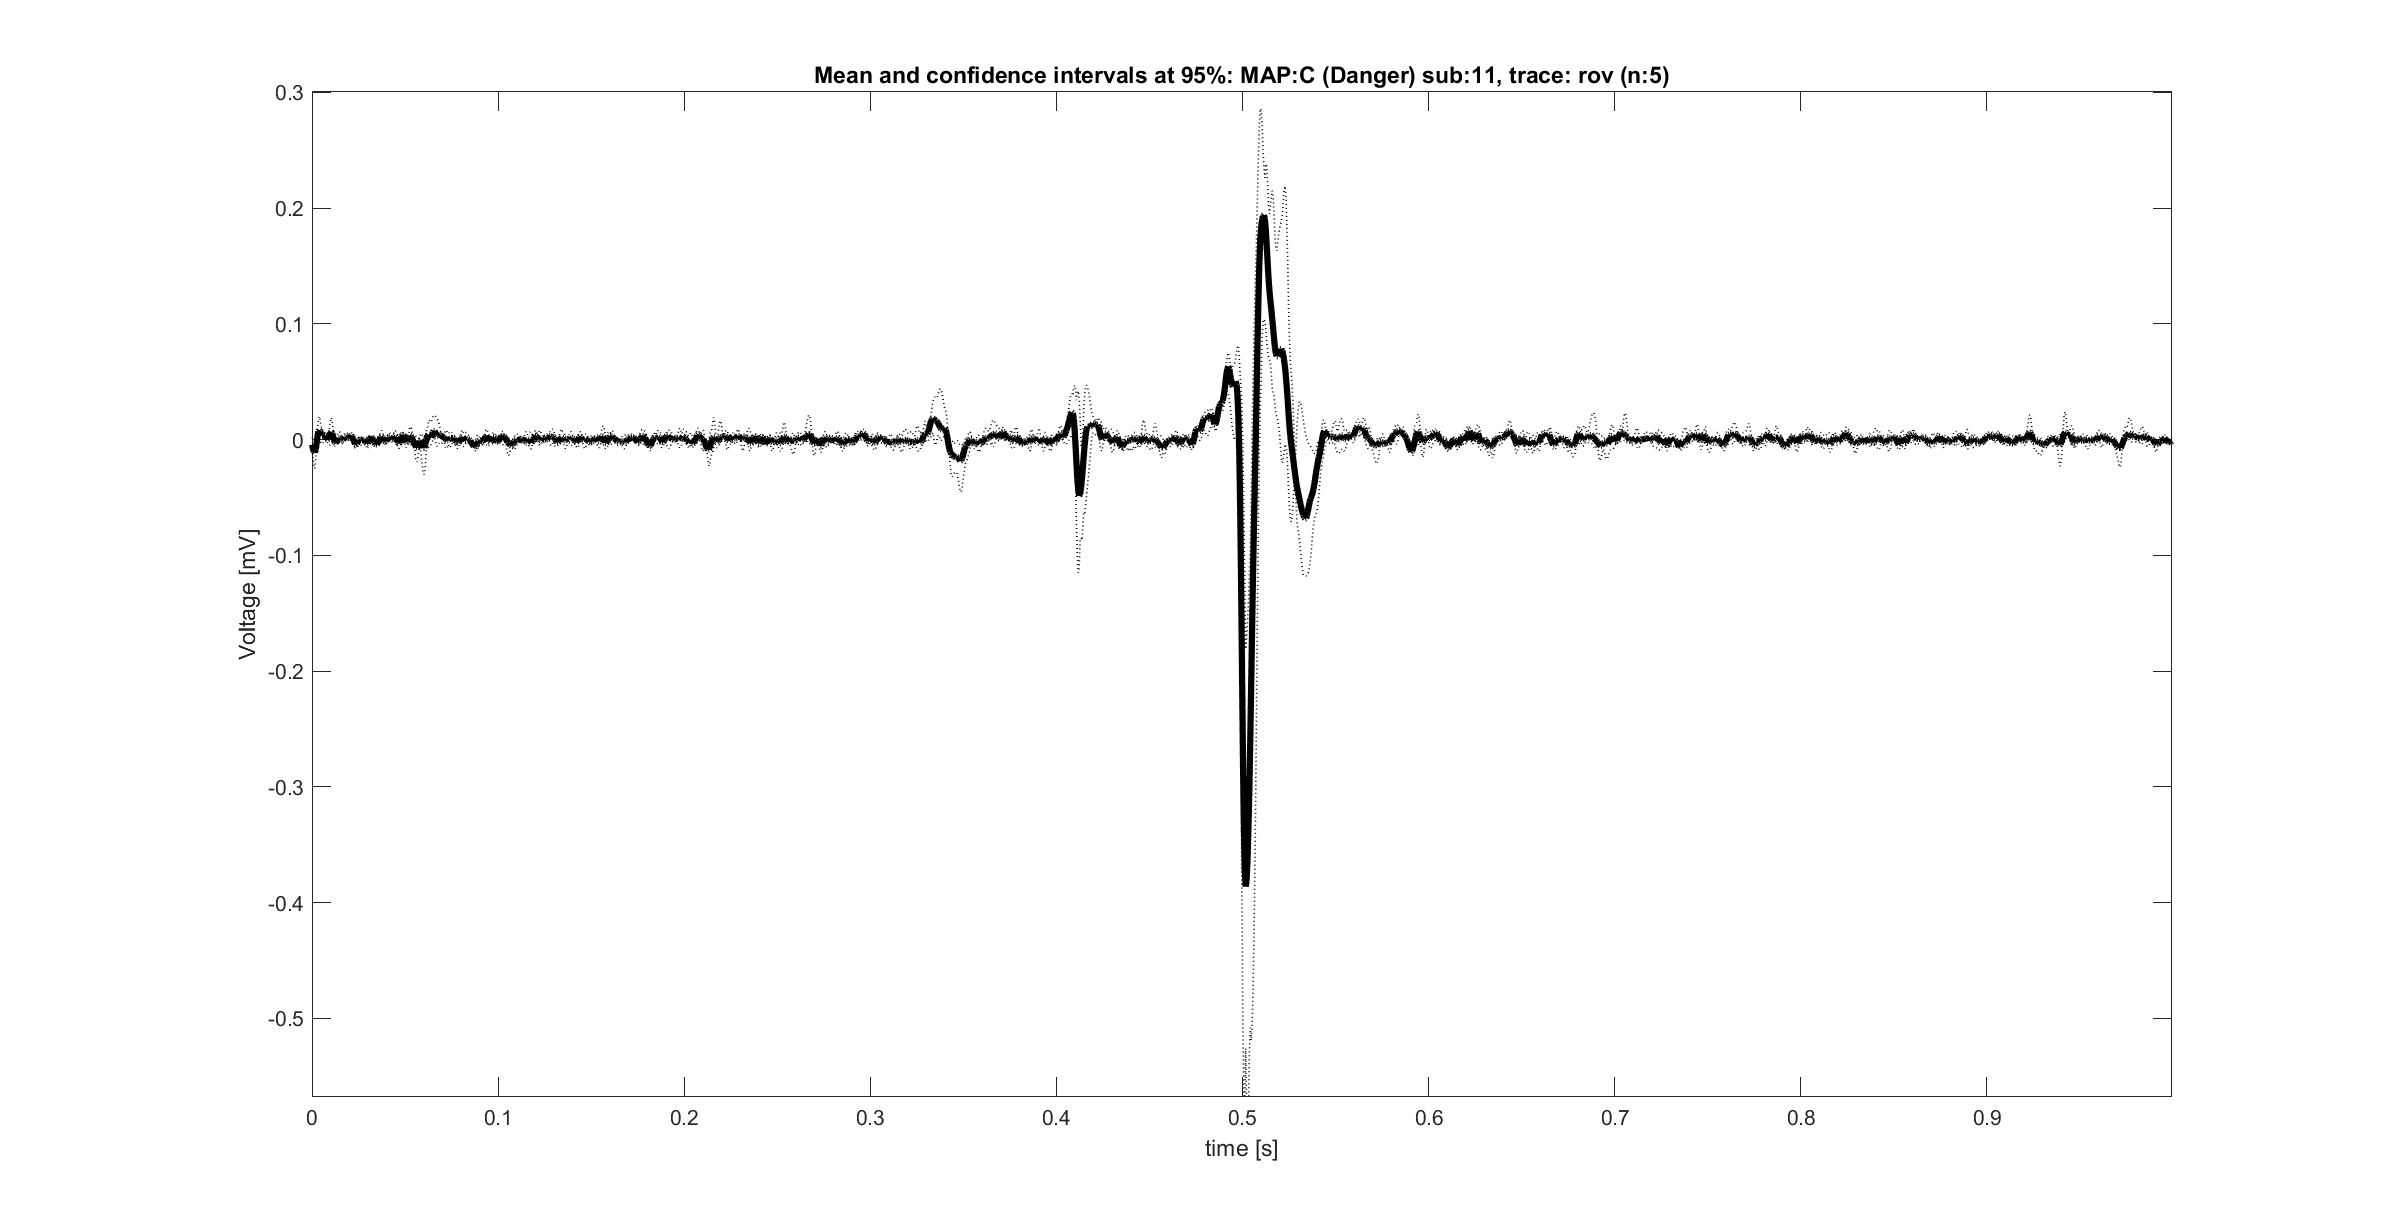 Mean and confidence intervals at 95%: MAP:C (Danger) sub:11, trace: rov (n:5)
0.3
0.2
0.1
0
-0.1
-0.2
-0.3
-0.4
-0.5
Voltage [mV]
0 0.1 0.2 0.3 0.4 0.5 0.6 0.7 0.8 0.9
time [s]